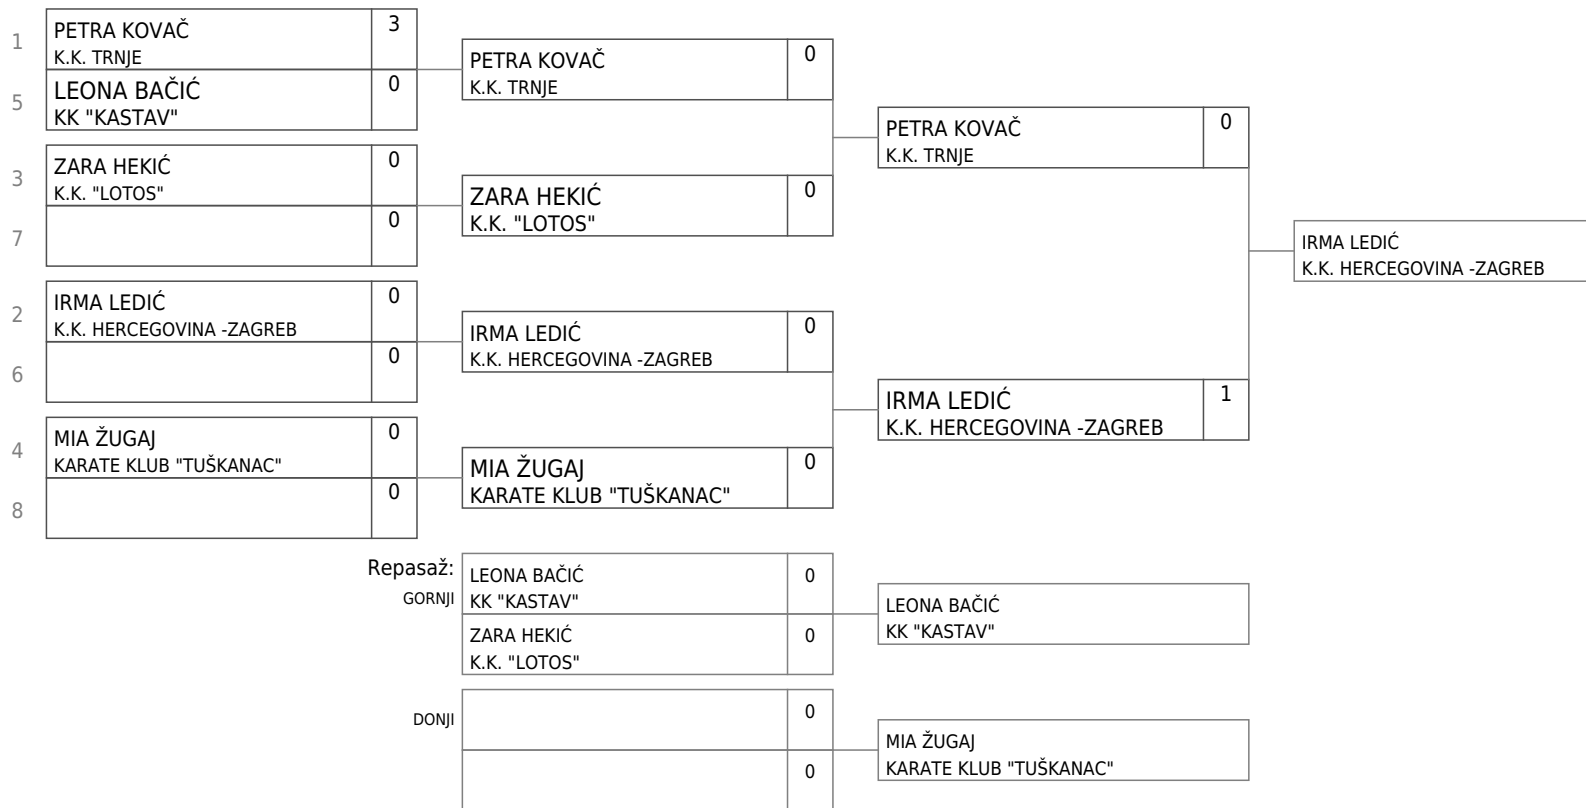 1
PETRA KOVAČ
3
K.K. TRNJE
5
LEONA BAČIĆ
0
KK "KASTAV"
3
ZARA HEKIĆ
0
K.K. "LOTOS"
7
0
2
IRMA LEDIĆ
0
K.K. HERCEGOVINA -ZAGREB
6
0
4
MIA ŽUGAJ
0
KARATE KLUB "TUŠKANAC"
8
0
PETRA KOVAČ
0
K.K. TRNJE
ZARA HEKIĆ
0
K.K. "LOTOS"
IRMA LEDIĆ
0
K.K. HERCEGOVINA -ZAGREB
MIA ŽUGAJ
0
KARATE KLUB "TUŠKANAC"
PETRA KOVAČ
0
K.K. TRNJE
IRMA LEDIĆ
1
K.K. HERCEGOVINA -ZAGREB
IRMA LEDIĆ
K.K. HERCEGOVINA -ZAGREB
Repasaž:
GORNJI
LEONA BAČIĆ
0
KK "KASTAV"
ZARA HEKIĆ
0
K.K. "LOTOS"
LEONA BAČIĆ
KK "KASTAV"
DONJI
0
0
MIA ŽUGAJ
KARATE KLUB "TUŠKANAC"